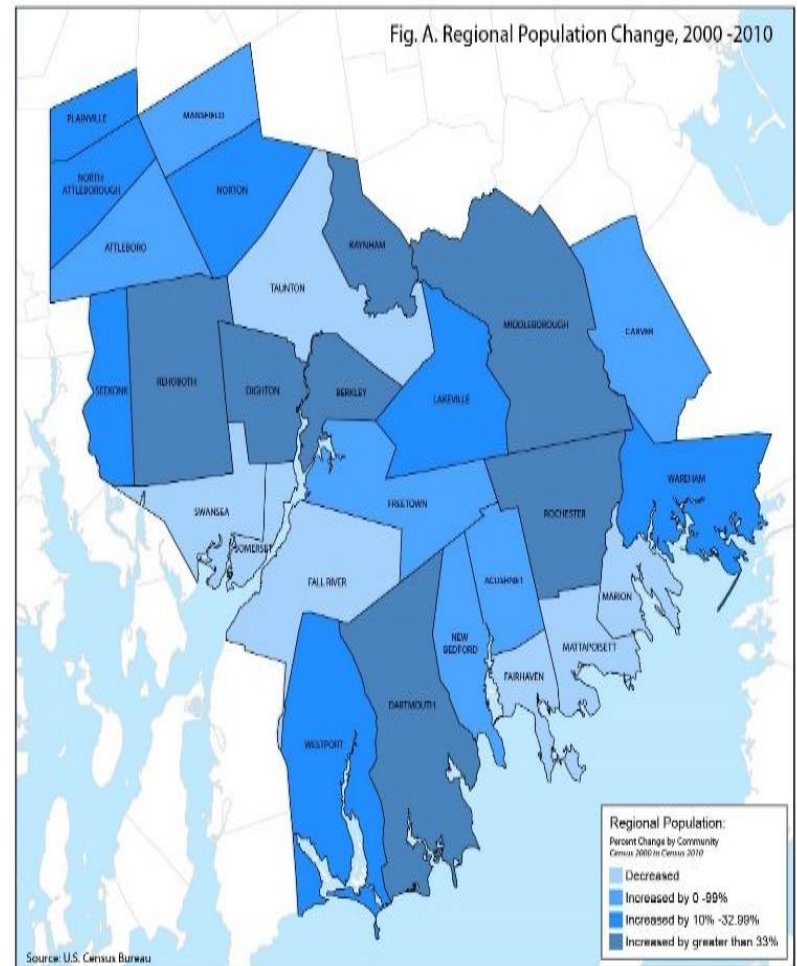 Fig. A. Regional Population Change, 2000 -2010
PLAINVILLE
MANSFIELD
NORTH
ATTLEBOROUGH
NORTON
ATTLEBORO
RAYNHAM
TAUNTON
MIDDLEBOROUGH
CARVER
SEEKONK
REHOBOTH
DIGHTON
BERKLEY
LAKEVILLE
WAREHAM
FREETOWN
SWANSEA
ROCHESTER
SOMERSET
FALL RIVER
ACUSHNET
MARION
NEW
BEDFORD
MATTAPOISETT
FAIRHAVEN
DARTMOUTH
WESTPORT
Regional Population:
Percent Change by Community
Census 2000 to Census 2010
Decreased
Increased by 0 -99%
Increased by 10% -32.99%
Increased by greater than 33%
Source: U.S. Census Bureau